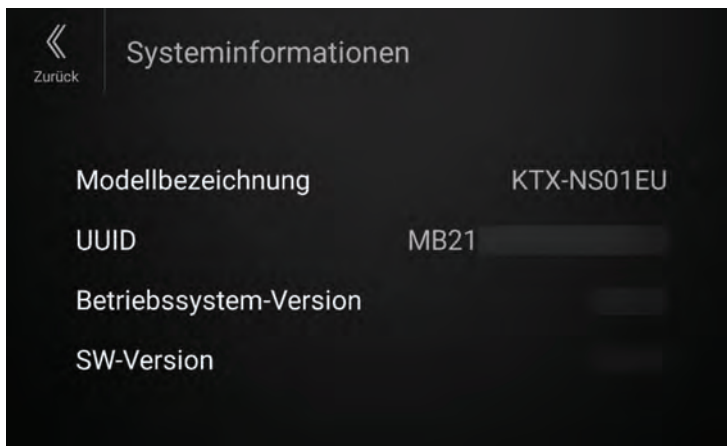 Zurück
Systeminformationen
Modellbezeichnung KTX-NS01EU
UUID MB21
Betriebssystem-Version
SW-Version